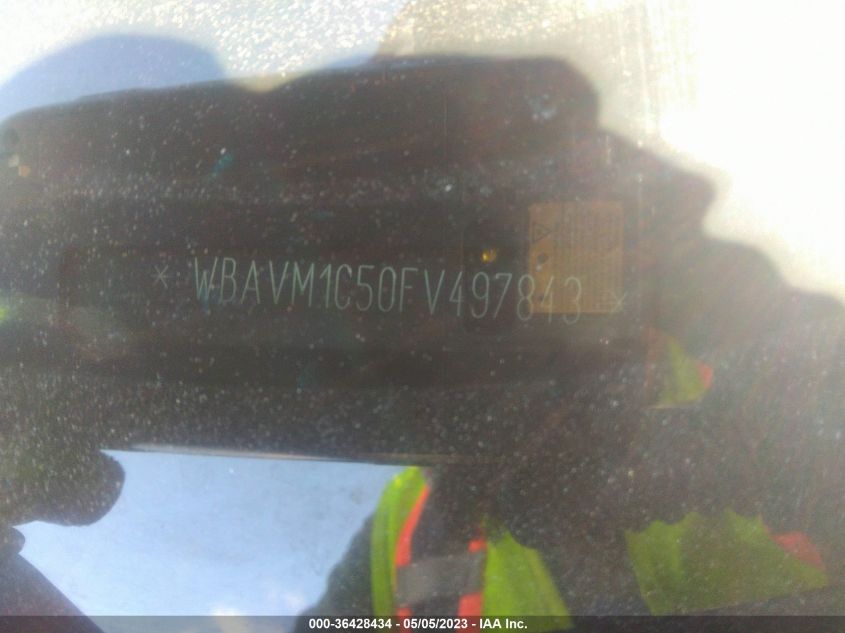 * WBAVM1C50FV497843 *
000-36428434 - 05/05/2023 - IAA Inc.